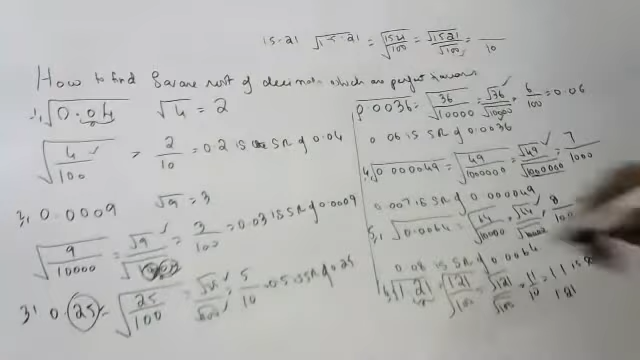 15.21 √15.21 = √1521/100 = √1521/√100 = /10
How to find Square root of decimals which are perfect squares
1, √0.04 √4 = 2
√4/100 = 2/10 = 0.2 is SR of 0.04
2, 0.0009 √9 = 3
√9/10000 = √9/√10000 = 3/100 = 0.03 is SR of 0.0009
3, 0.25 = √25/100 = √25/√100 = 5/10 = 0.5 is SR of 0.25
√0.0036 = √36/10000 = √36/√10000 = 6/100 = 0.06
0.06 is SR of 0.0036
4, √0.000049 = √49/1000000 = √49/√1000000 = 7/1000
0.007 is SR of 0.000049
5, √0.0064 = √64/10000 = √64/√10000 = 8/100
0.08 is SR of 0.0064
6, √1.21 = √121/100 = √121/√100 = 11/10 = 1.1 is SR
1.21